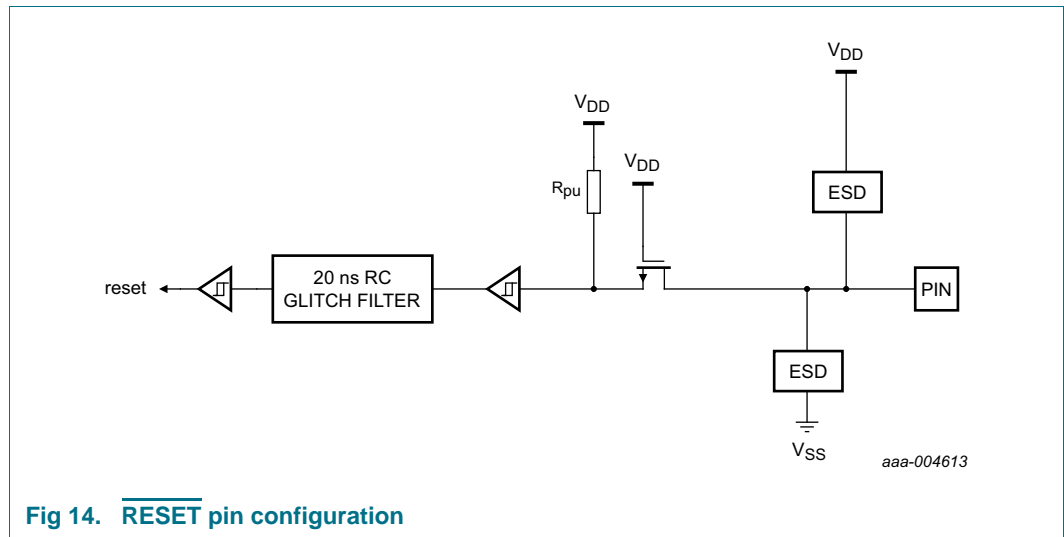 VDD
VDD
VDD
Rpu
ESD
reset
20 ns RC
GLITCH FILTER
PIN
ESD
VSS
aaa-004613
Fig 14. RESET pin configuration